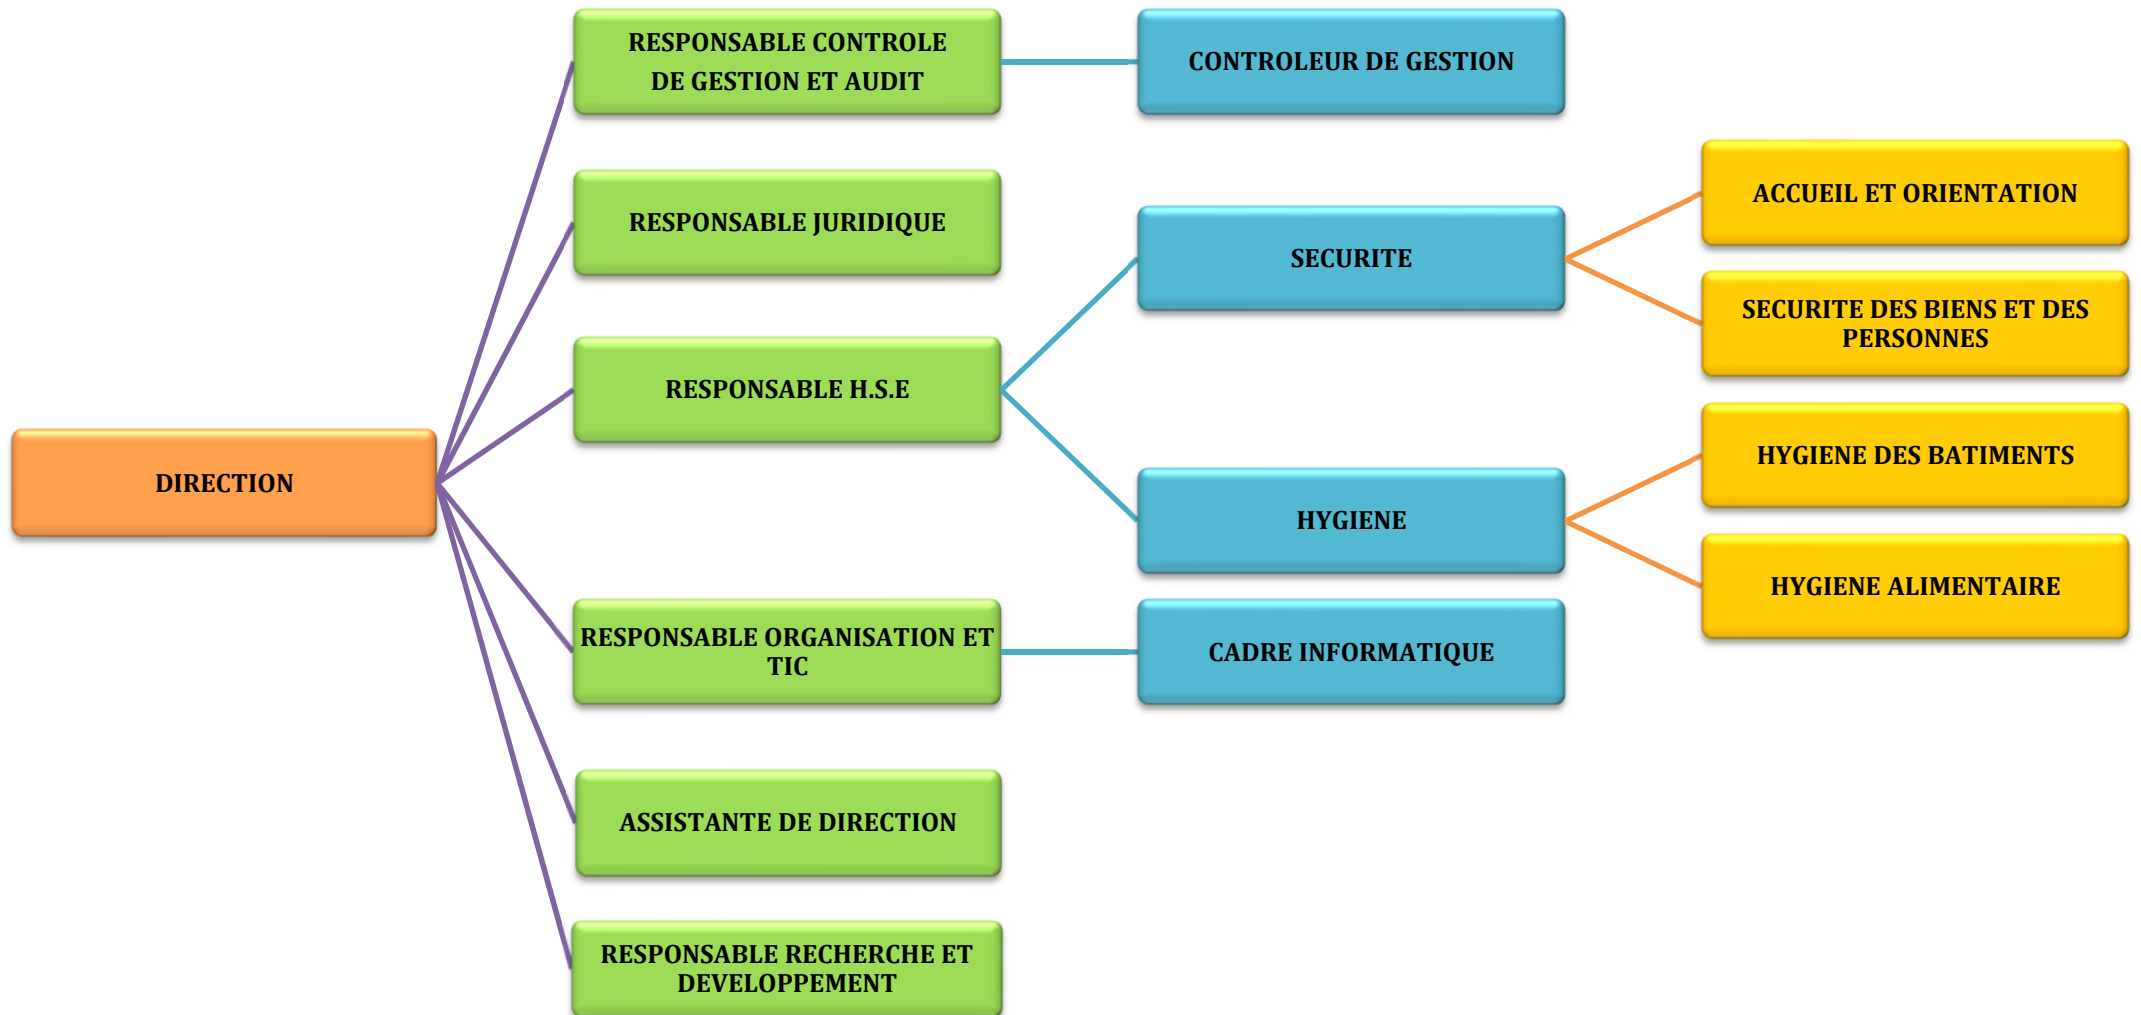 RESPONSABLE CONTROLE
DE GESTION ET AUDIT
CONTROLEUR DE GESTION
ACCUEIL ET ORIENTATION
RESPONSABLE JURIDIQUE
SECURITE
SECURITE DES BIENS ET DES
PERSONNES
RESPONSABLE H.S.E
HYGIENE DES BATIMENTS
DIRECTION
HYGIENE
HYGIENE ALIMENTAIRE
RESPONSABLE ORGANISATION ET
TIC
CADRE INFORMATIQUE
ASSISTANTE DE DIRECTION
RESPONSABLE RECHERCHE ET
DEVELOPPEMENT